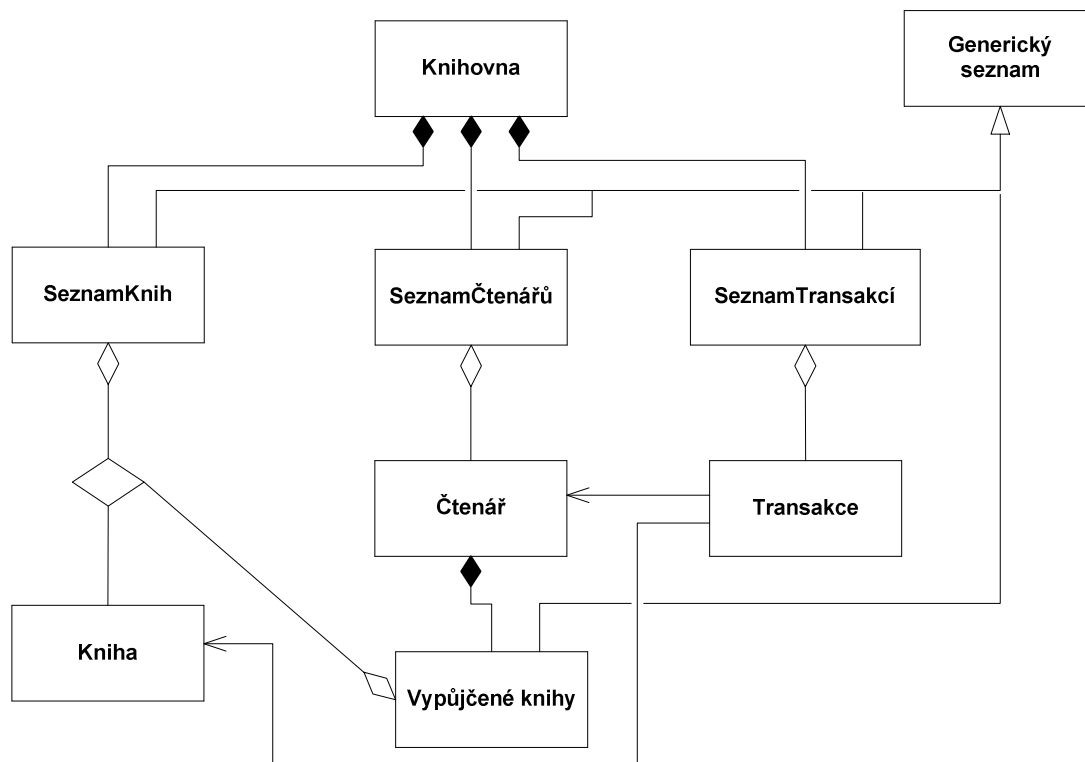 Knihovna
Generický
seznam
SeznamKnih
SeznamČtenářů
SeznamTransakcí
Čtenář
Transakce
Kniha
Vypůjčené knihy